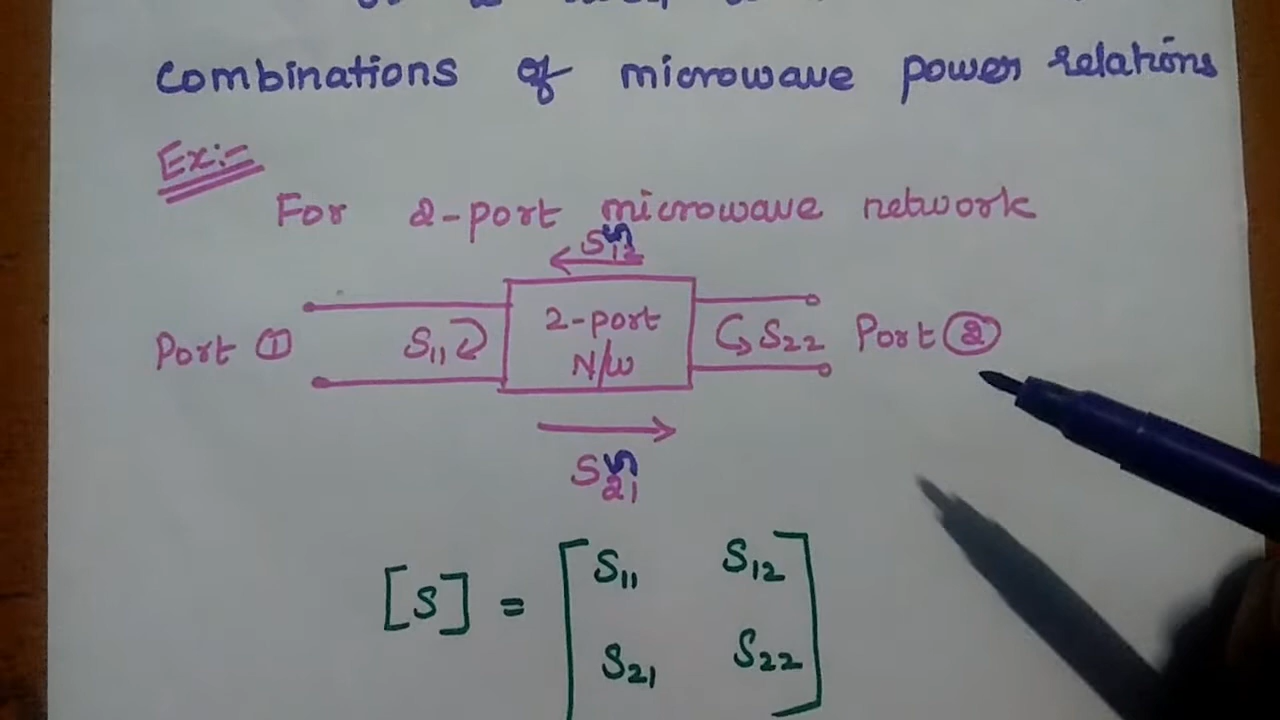 combinations of microwave power relations
Ex:-
For 2-port microwave network
S12
Port ① S11 2-port N/W S22 Port ②
S21
[S] = [ S11 S12
S21 S22 ]